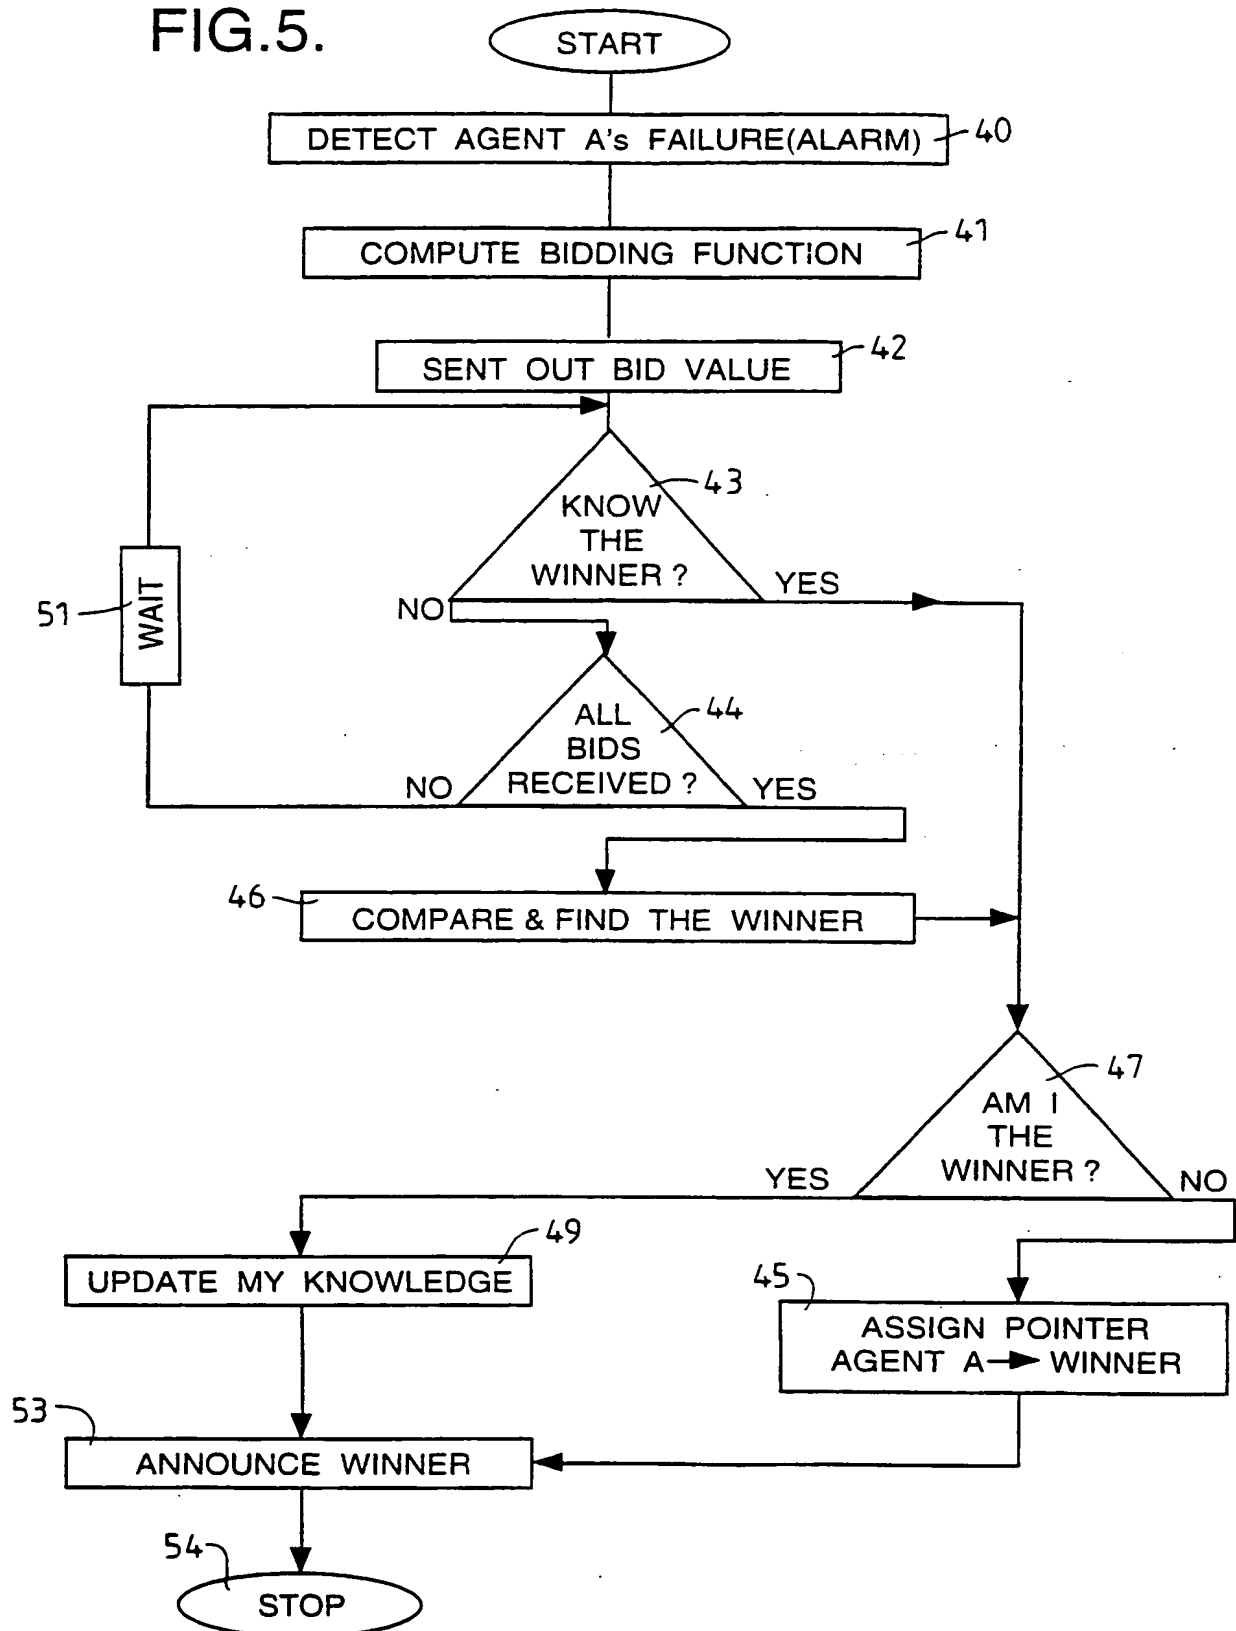 FIG.5.
START
DETECT AGENT A's FAILURE(ALARM)
40
COMPUTE BIDDING FUNCTION
41
SENT OUT BID VALUE
42
KNOW
THE
WINNER ?
43
YES
NO
WAIT
51
ALL
BIDS
RECEIVED ?
44
NO
YES
46
COMPARE & FIND THE WINNER
AM I
THE
WINNER ?
47
YES
NO
49
UPDATE MY KNOWLEDGE
45
ASSIGN POINTER
AGENT A WINNER
53
ANNOUNCE WINNER
54
STOP